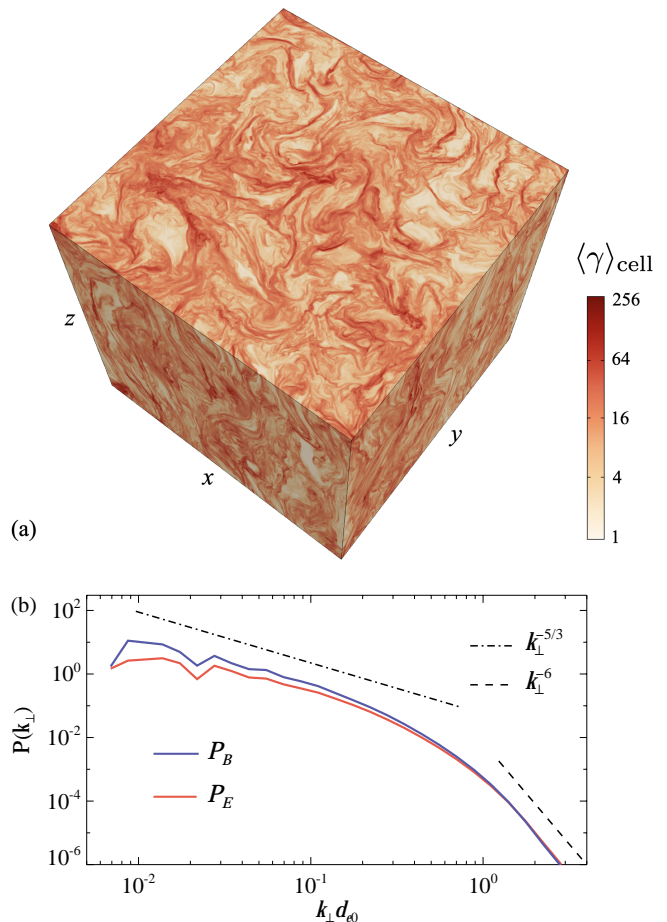 ⟨γ⟩cell
256
64
16
4
1
z
x
y
(a)
(b)
P(k⊥)
10²
10⁰
10⁻²
10⁻⁴
10⁻⁶
k⊥^-5/3
k⊥^-6
P_B
P_E
10⁻² 10⁻¹ 10⁰
k⊥d_e0